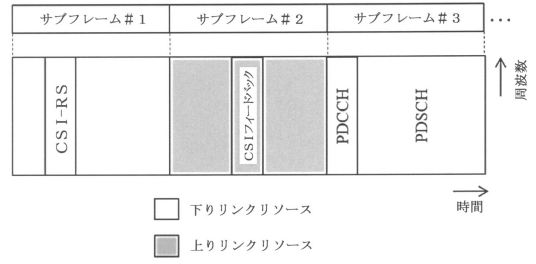 サブフレーム＃１
サブフレーム＃２
サブフレーム＃３
・・・
ＣＳＩ−ＲＳ
ＣＳＩフィードバック
PDCCH
PDSCH
周波数
時間
下りリンクリソース
上りリンクリソース